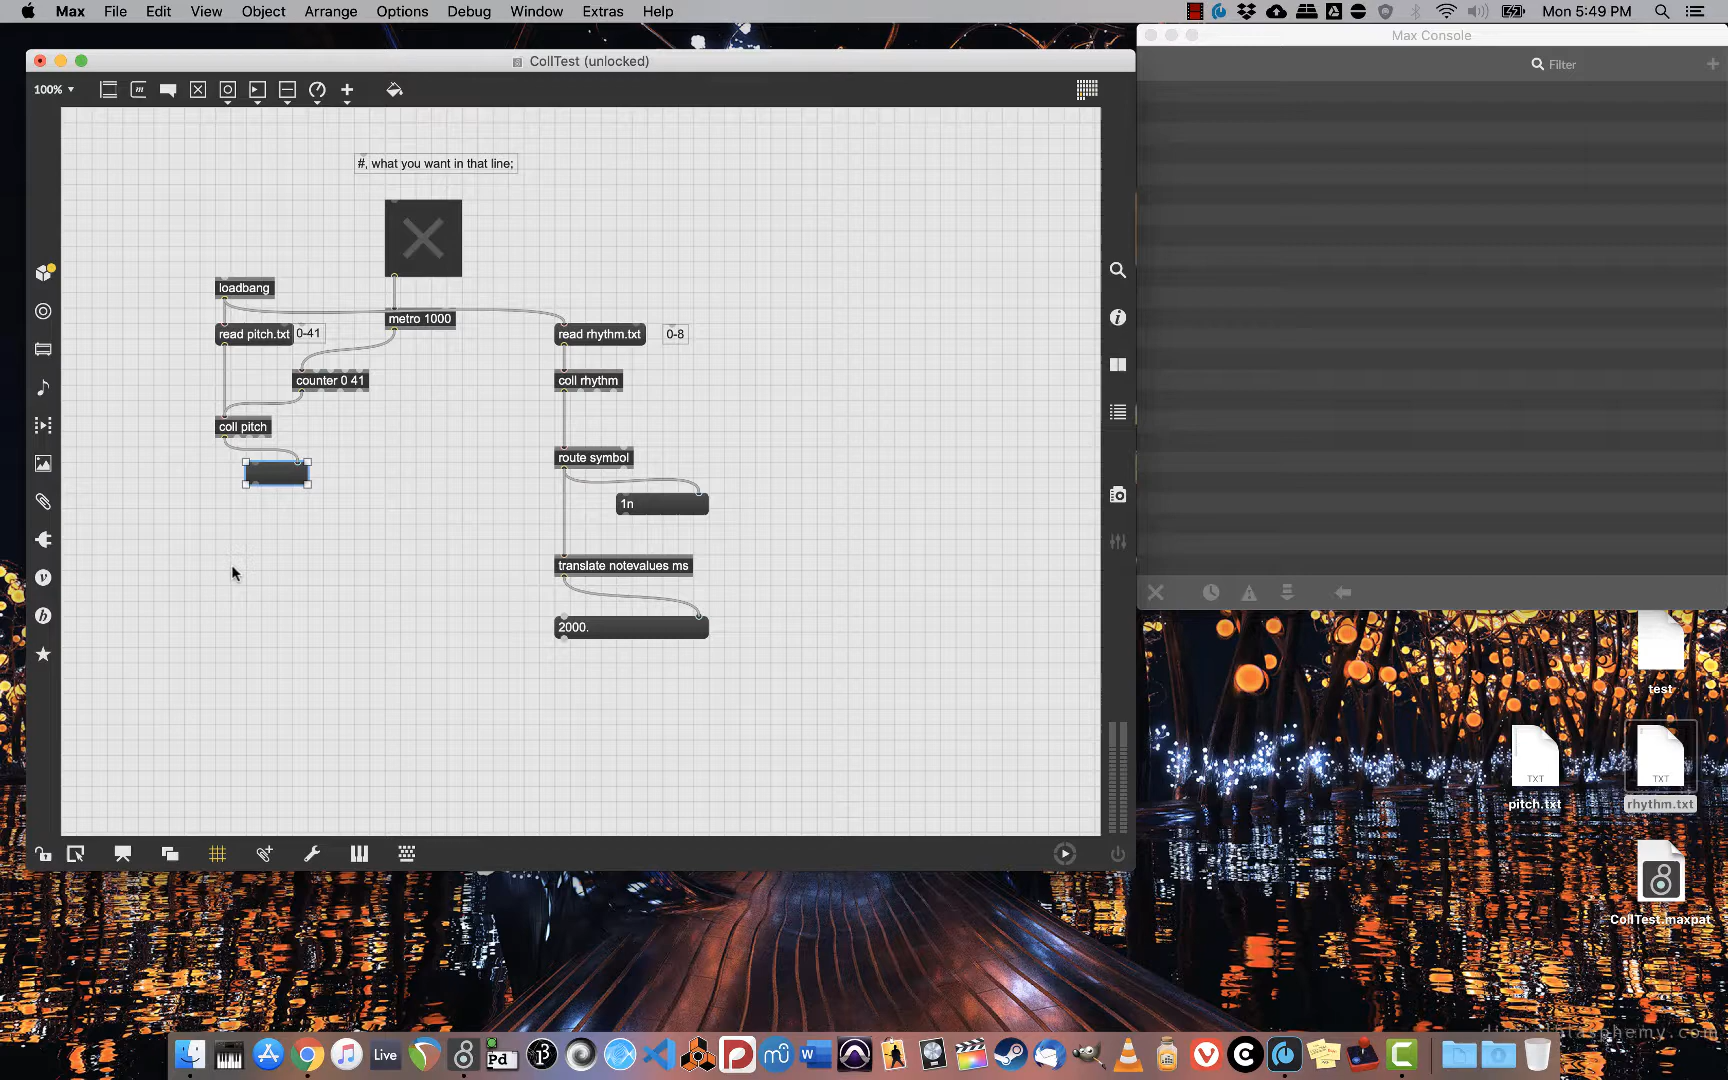 Max File Edit View Object Arrange Options Debug Window Extras Help
Mon 5:49 PM
CollTest (unlocked)
Max Console
100%
Filter
#, what you want in that line;
loadbang
metro 1000
read pitch.txt
0-41
read rhythm.txt
0-8
counter 0 41
coll rhythm
coll pitch
route symbol
1n
translate notevalues ms
2000.
test
TXT
TXT
pitch.txt
rhythm.txt
CollTest.maxpat
digitalblasphemy.com
Live
Pd
W